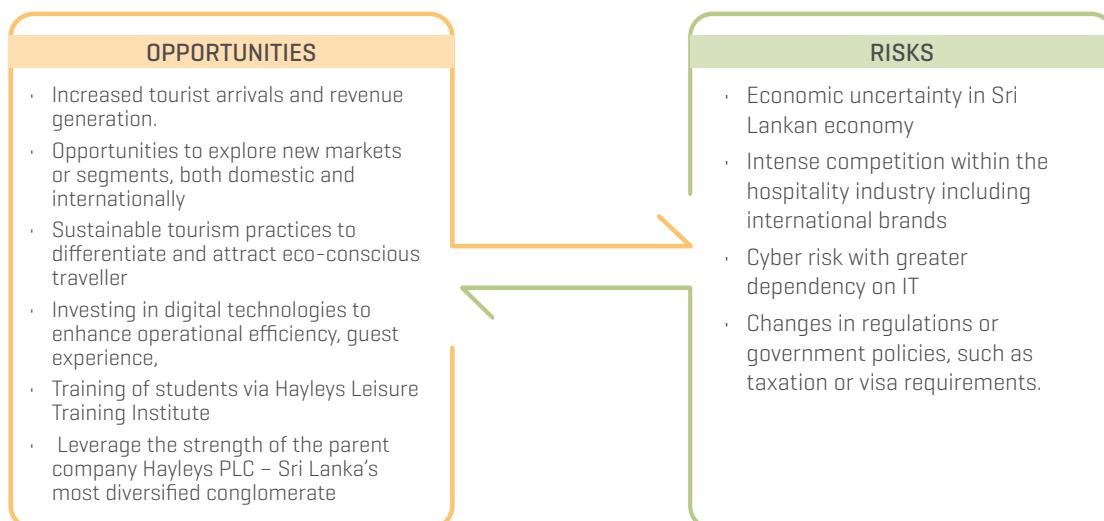 OPPORTUNITIES
· Increased tourist arrivals and revenue
generation.
· Opportunities to explore new markets
or segments, both domestic and
internationally
· Sustainable tourism practices to
differentiate and attract eco-conscious
traveller
· Investing in digital technologies to
enhance operational efficiency, guest
experience,
· Training of students via Hayleys Leisure
Training Institute
· Leverage the strength of the parent
company Hayleys PLC – Sri Lanka's
most diversified conglomerate
RISKS
· Economic uncertainty in Sri
Lankan economy
· Intense competition within the
hospitality industry including
international brands
· Cyber risk with greater
dependency on IT
· Changes in regulations or
government policies, such as
taxation or visa requirements.